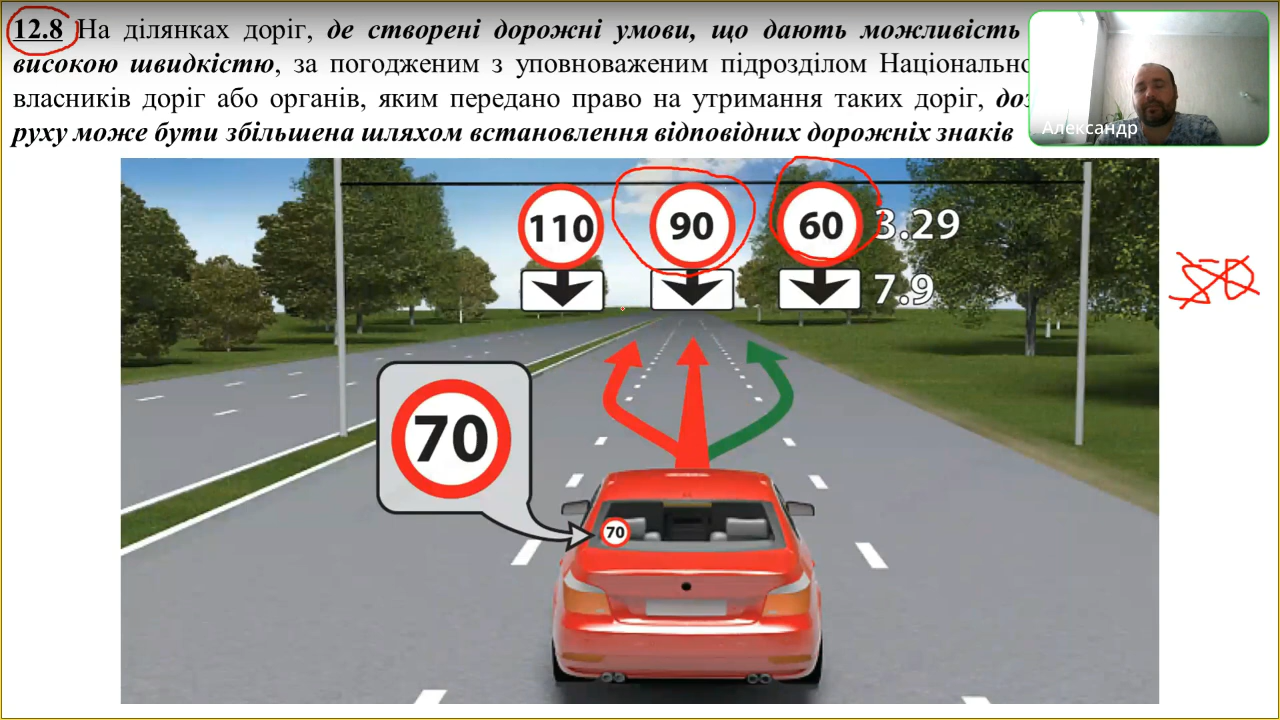 12.8 На ділянках доріг, де створені дорожні умови, що дають можливість
високою швидкістю, за погодженим з уповноваженим підрозділом Національно
власників доріг або органів, яким передано право на утримання таких доріг,
руху може бути збільшена шляхом встановлення відповідних дорожніх знаків
Александр
110 90 60 3.29
7.9
50
70
70